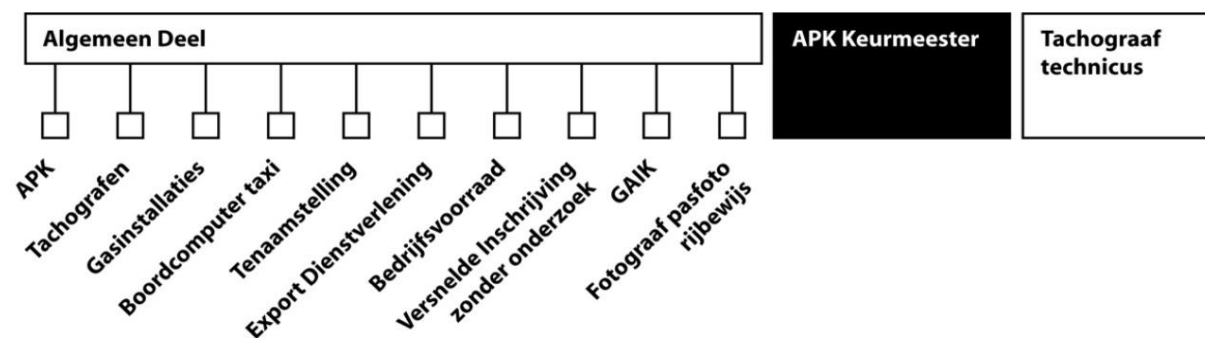 Algemeen Deel
APK Keurmeester
Tachograaf
technicus
APK
Tachografen
Gasinstallaties
Boordcomputer taxi
Tenaamstelling
Export Dienstverlening
Bedrijfsvoorraad
Versnelde Inschrijving
zonder onderzoek
GAIK
Fotograaf pasfoto
rijbewijs